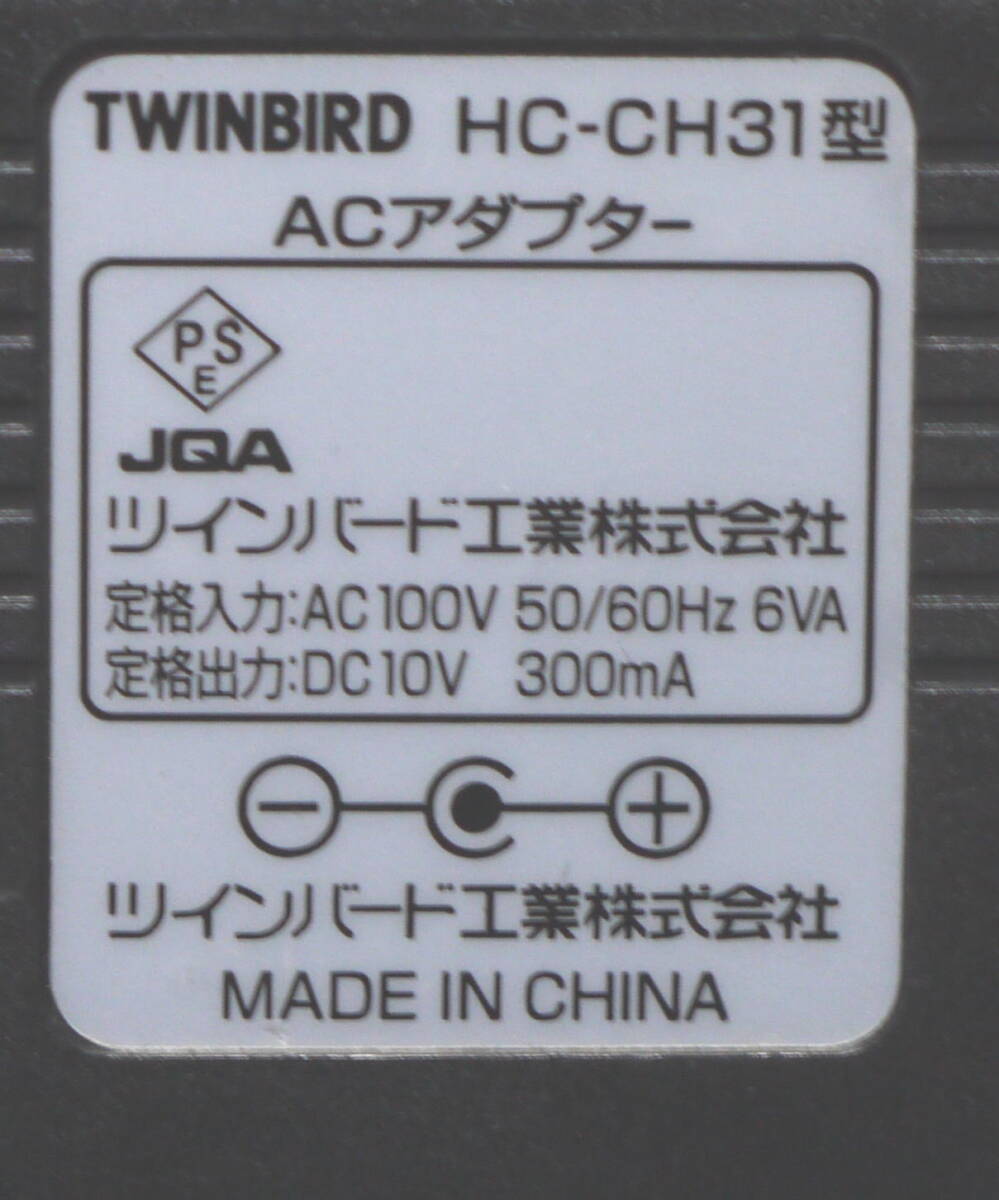 TWINBIRD HC-CH31型
ACアダプター
PSE
JQA
ツインバード工業株式会社
定格入力:AC100V 50/60Hz 6VA
定格出力:DC10V 300mA
ツインバード工業株式会社
MADE IN CHINA